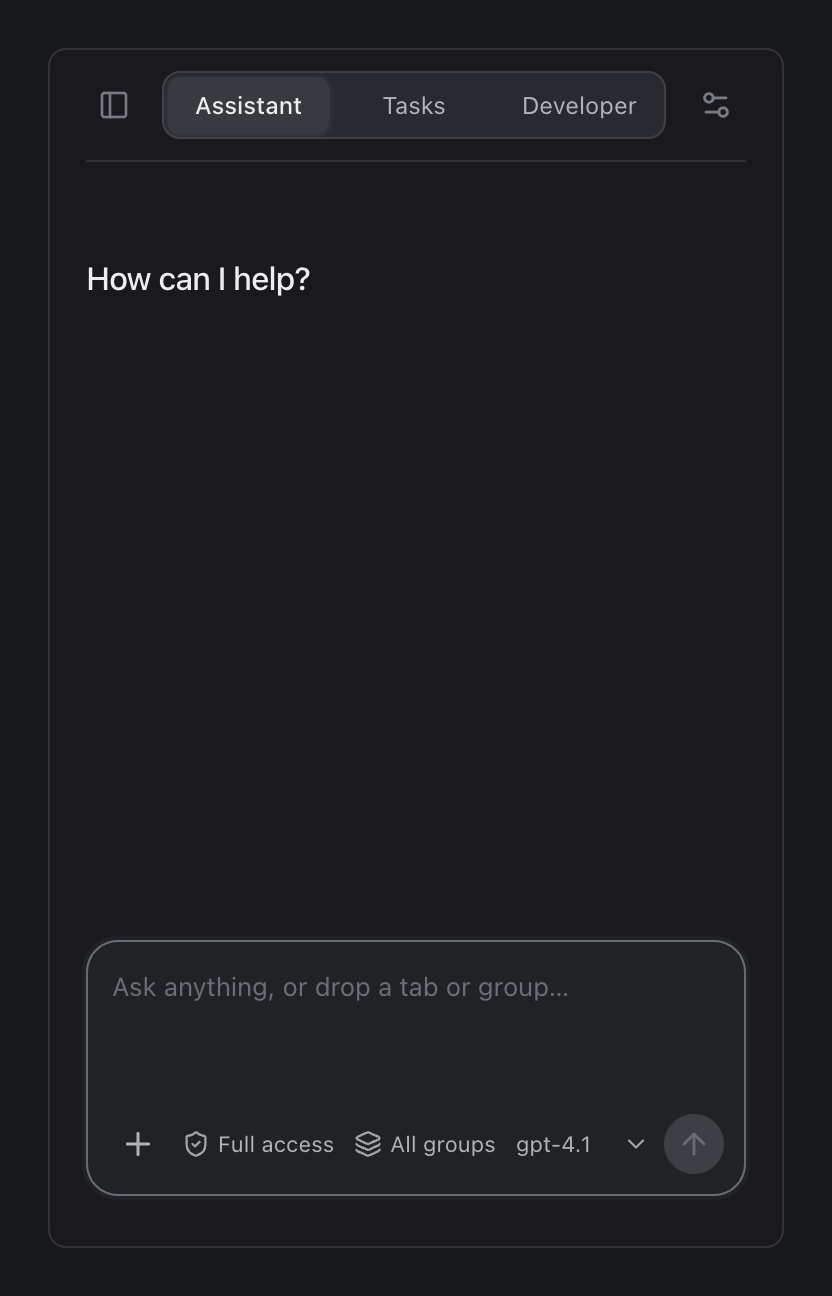 Assistant Tasks Developer
How can I help?
Ask anything, or drop a tab or group...
Full access All groups gpt-4.1